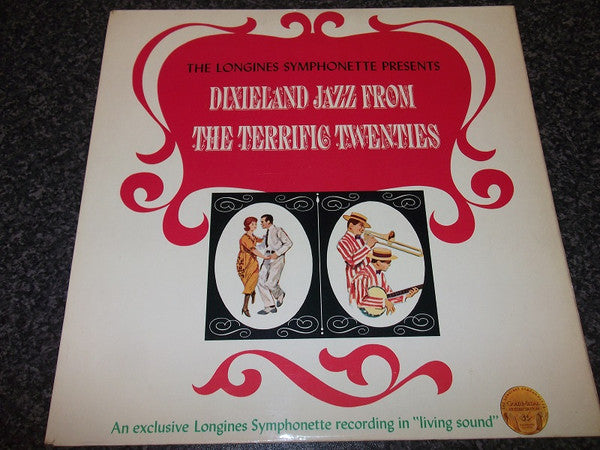 THE LONGINES SYMPHONETTE PRESENTS
DIXIELAND JAZZ FROM
THE TERRIFIC TWENTIES
An exclusive Longines Symphonette recording in "living sound"